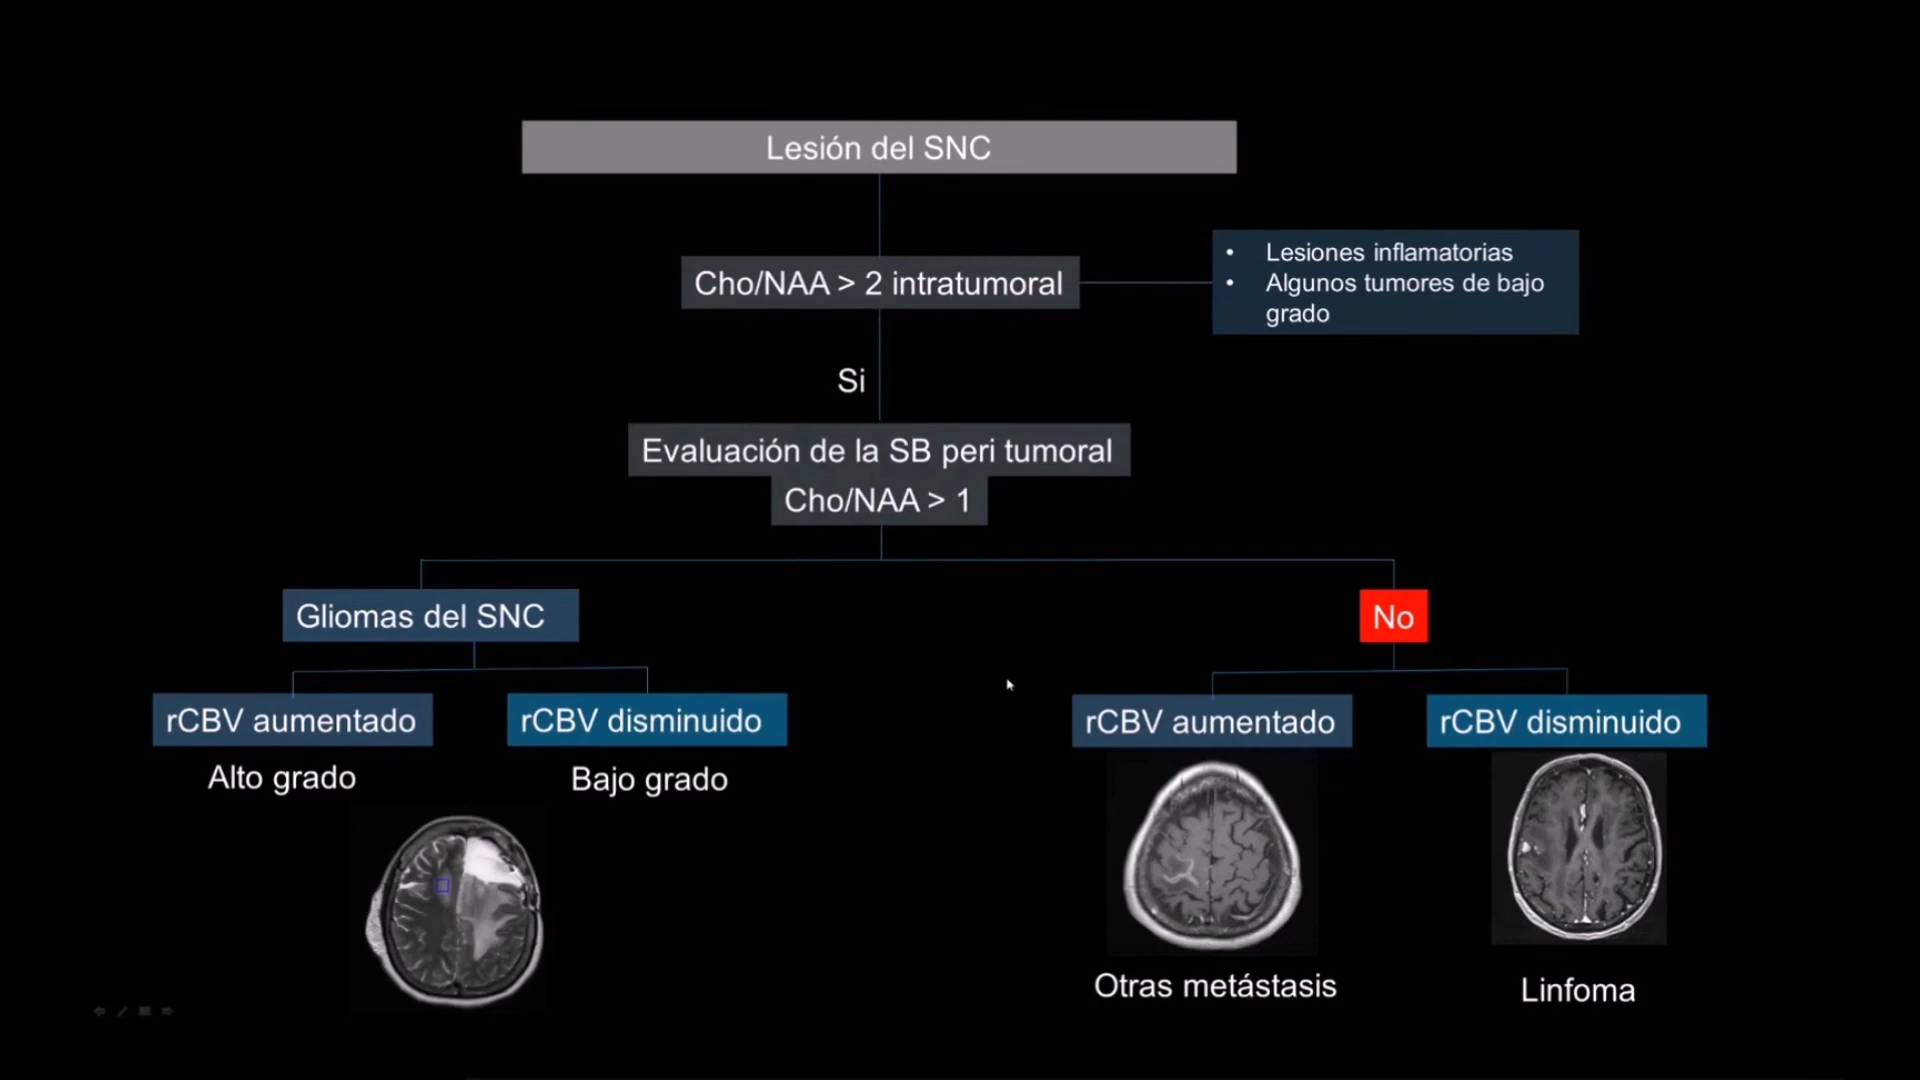 Lesión del SNC
Cho/NAA > 2 intratumoral
• Lesiones inflamatorias
• Algunos tumores de bajo
grado
Si
Evaluación de la SB peri tumoral
Cho/NAA > 1
Gliomas del SNC
No
rCBV aumentado
rCBV disminuido
rCBV aumentado
rCBV disminuido
Alto grado
Bajo grado
Otras metástasis
Linfoma